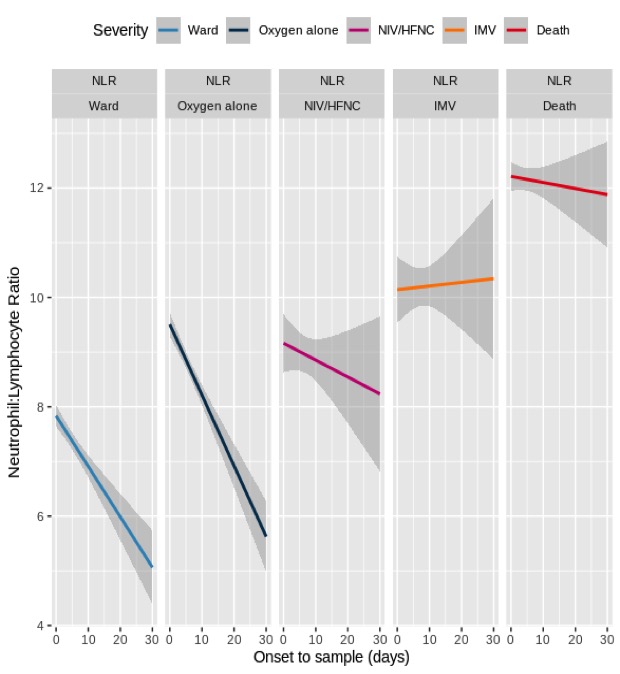 Severity Ward Oxygen alone NIV/HFNC IMV Death
NLR NLR NLR NLR NLR
Ward Oxygen alone NIV/HFNC IMV Death
Neutrophil:Lymphocyte Ratio
12
10
8
6
4
0 10 20 30 0 10 20 30 0 10 20 30 0 10 20 30 0 10 20 30
Onset to sample (days)